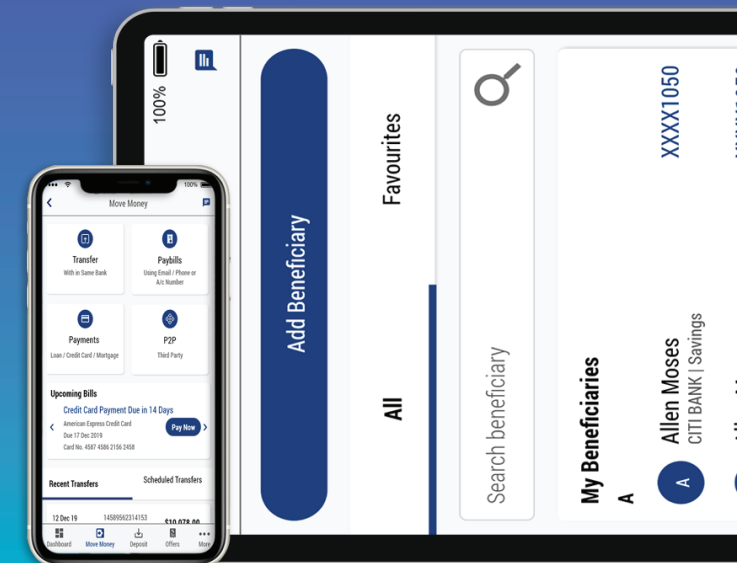 100%
Move Money
Transfer
With in Same Bank
Paybills
Using Email / Phone or
A/c Number
Payments
Loan / Credit Card / Mortgage
P2P
Third Party
Upcoming Bills
Credit Card Payment Due in 14 Days
American Express Credit Card
Due 17 Dec 2019
Card No. 4587 4586 2156 2458
Pay Now
Recent Transfers
Scheduled Transfers
12 Dec 19
14589562314153
$10,078.00
Dashboard
Move Money
Deposit
Offers
More
100%
Add Beneficiary
All
Favourites
Search beneficiary
My Beneficiaries
A
A
Allen Moses
XXXX1050
CITI BANK | Savings